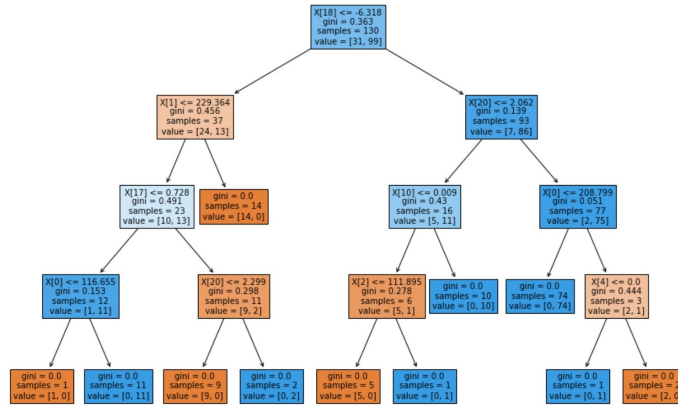 X[18] <= -6.318
gini = 0.363
samples = 130
value = [31, 99]
X[1] <= 229.364
gini = 0.456
samples = 37
value = [24, 13]
X[20] <= 2.062
gini = 0.139
samples = 93
value = [7, 86]
X[17] <= 0.728
gini = 0.491
samples = 23
value = [10, 13]
gini = 0.0
samples = 14
value = [14, 0]
X[10] <= 0.009
gini = 0.43
samples = 16
value = [5, 11]
X[0] <= 208.799
gini = 0.051
samples = 77
value = [2, 75]
X[0] <= 116.655
gini = 0.153
samples = 12
value = [1, 11]
X[20] <= 2.299
gini = 0.298
samples = 11
value = [9, 2]
X[2] <= 111.895
gini = 0.278
samples = 6
value = [5, 1]
gini = 0.0
samples = 10
value = [0, 10]
gini = 0.0
samples = 74
value = [0, 74]
X[4] <= 0.0
gini = 0.444
samples = 3
value = [2, 1]
gini = 0.0
samples = 1
value = [1, 0]
gini = 0.0
samples = 11
value = [0, 11]
gini = 0.0
samples = 9
value = [9, 0]
gini = 0.0
samples = 2
value = [0, 2]
gini = 0.0
samples = 5
value = [5, 0]
gini = 0.0
samples = 1
value = [0, 1]
gini = 0.0
samples = 1
value = [0, 1]
gini = 0.0
samples = 2
value = [2, 0